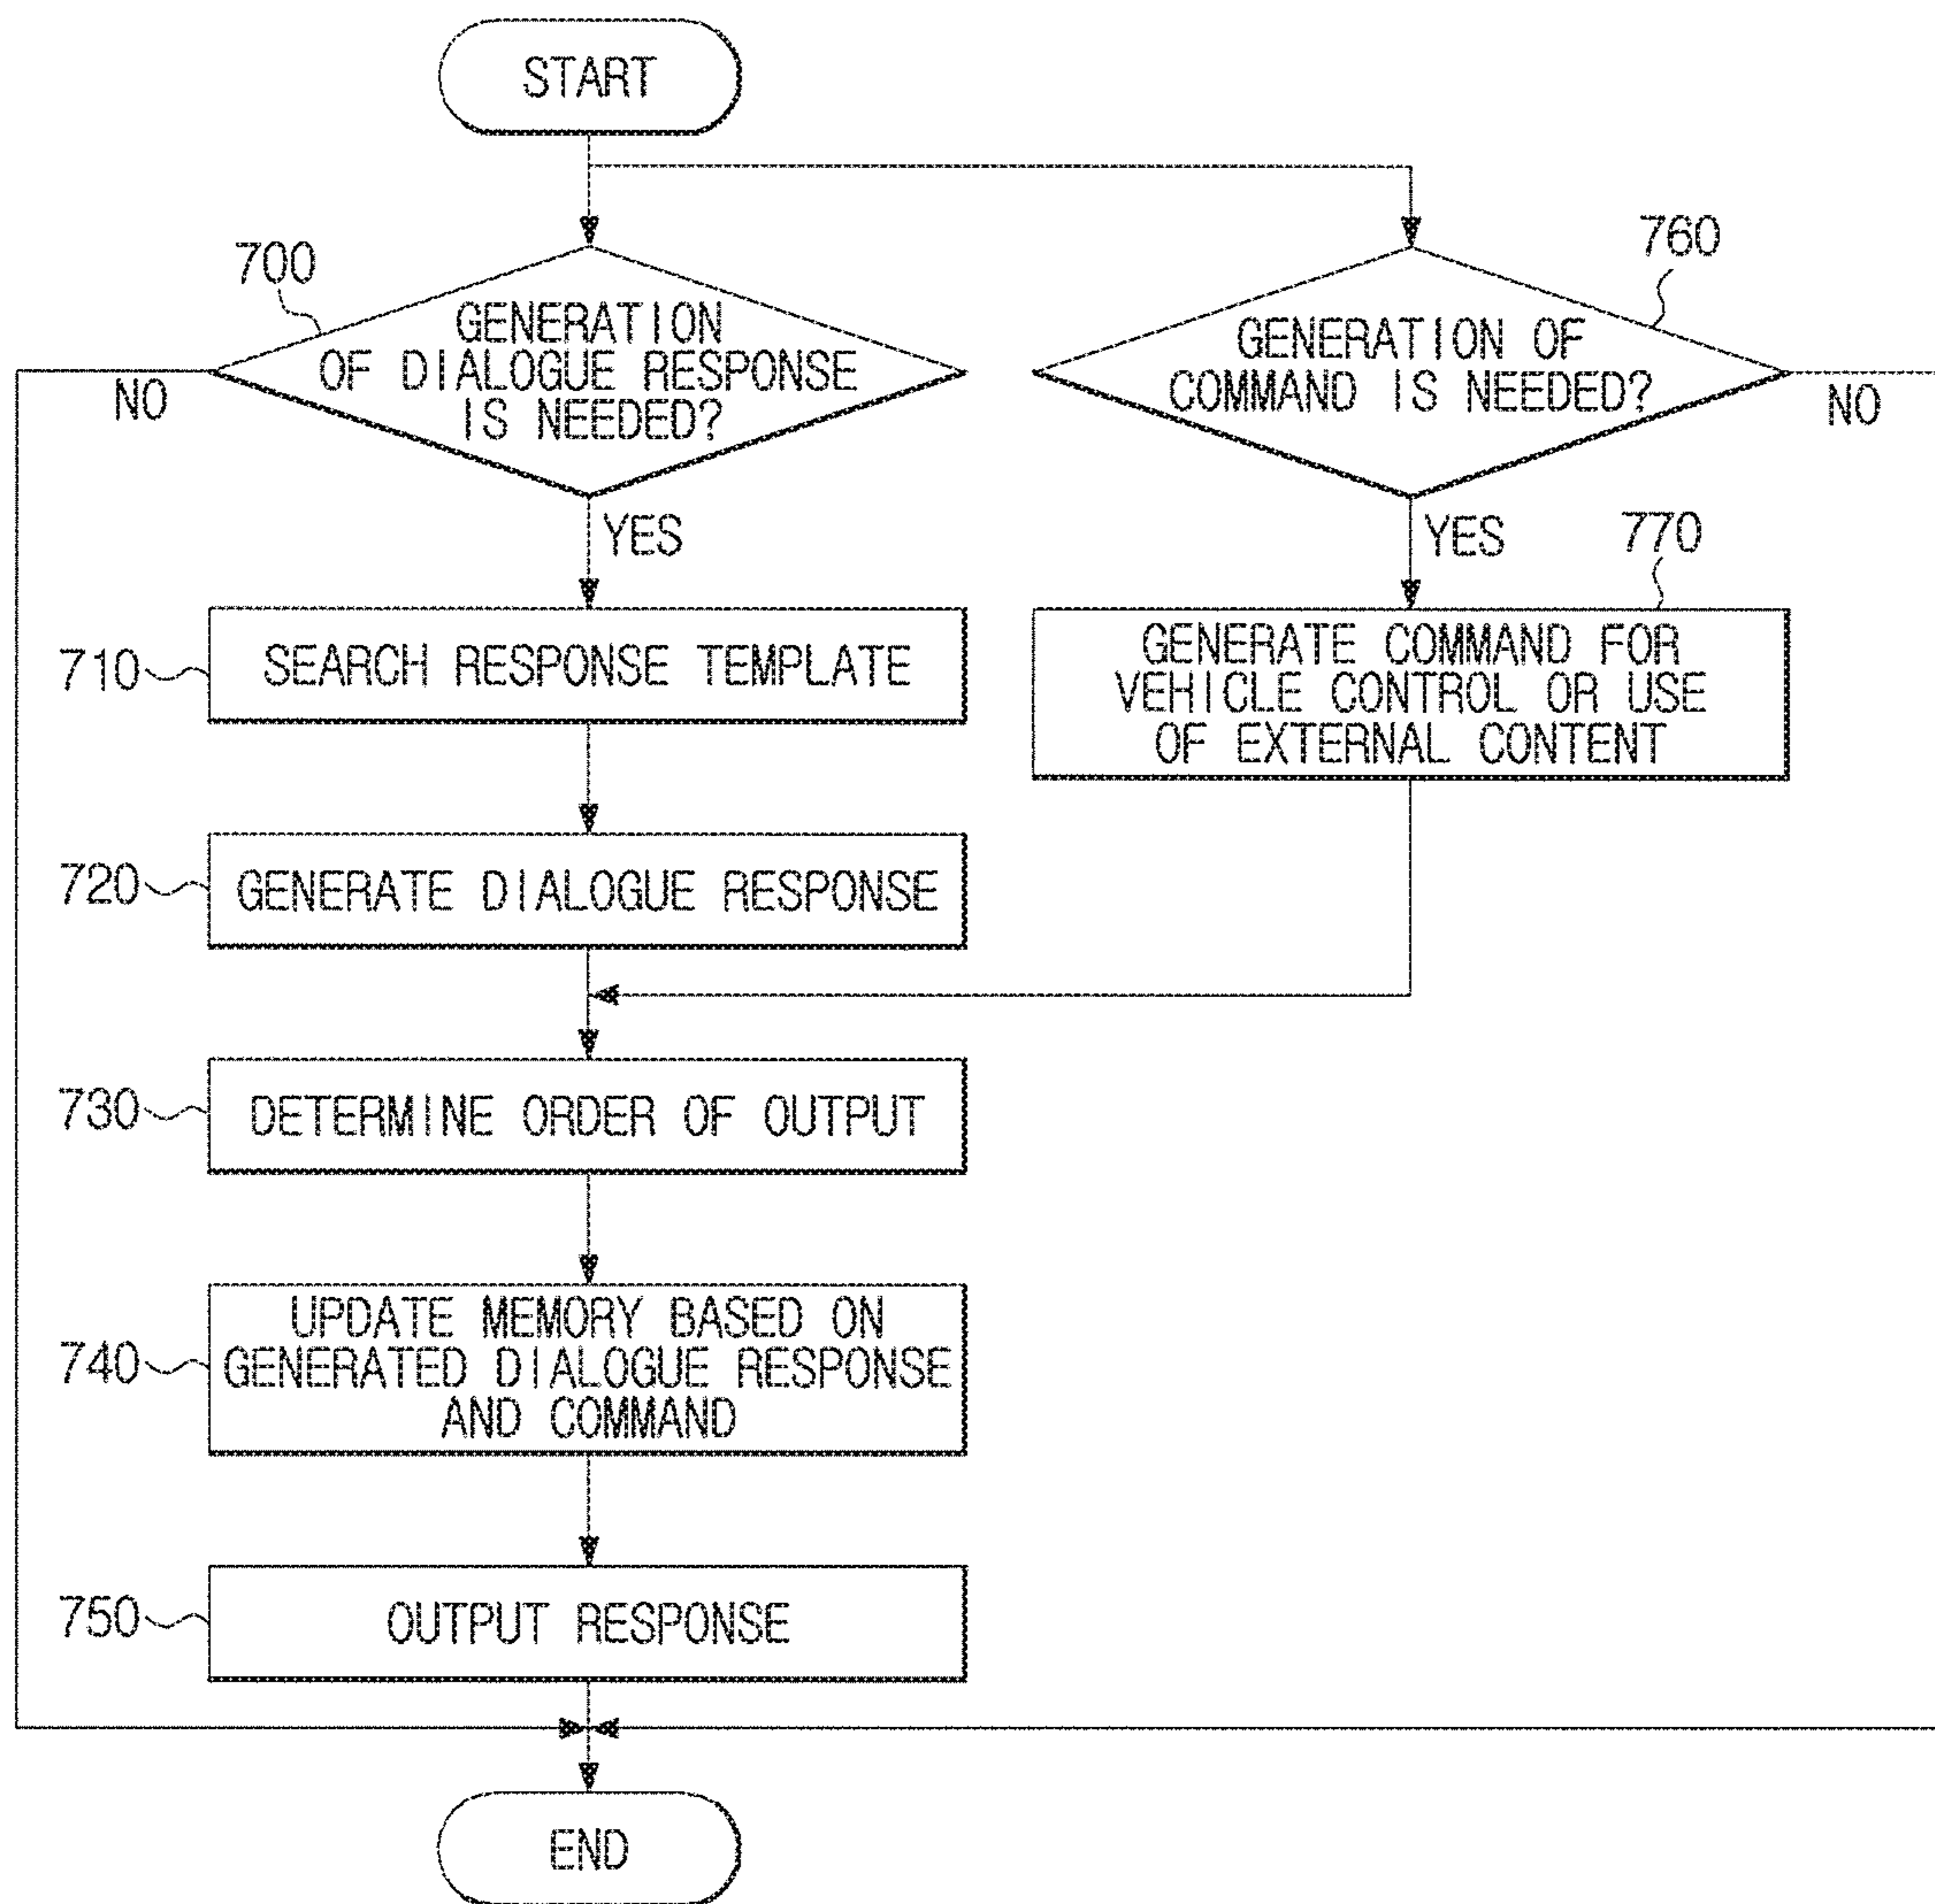 START
700
GENERATION
OF DIALOGUE RESPONSE
IS NEEDED?
NO
YES
760
GENERATION OF
COMMAND IS NEEDED?
NO
YES
770
GENERATE COMMAND FOR
VEHICLE CONTROL OR USE
OF EXTERNAL CONTENT
710
SEARCH RESPONSE TEMPLATE
720
GENERATE DIALOGUE RESPONSE
730
DETERMINE ORDER OF OUTPUT
740
UPDATE MEMORY BASED ON
GENERATED DIALOGUE RESPONSE
AND COMMAND
750
OUTPUT RESPONSE
END